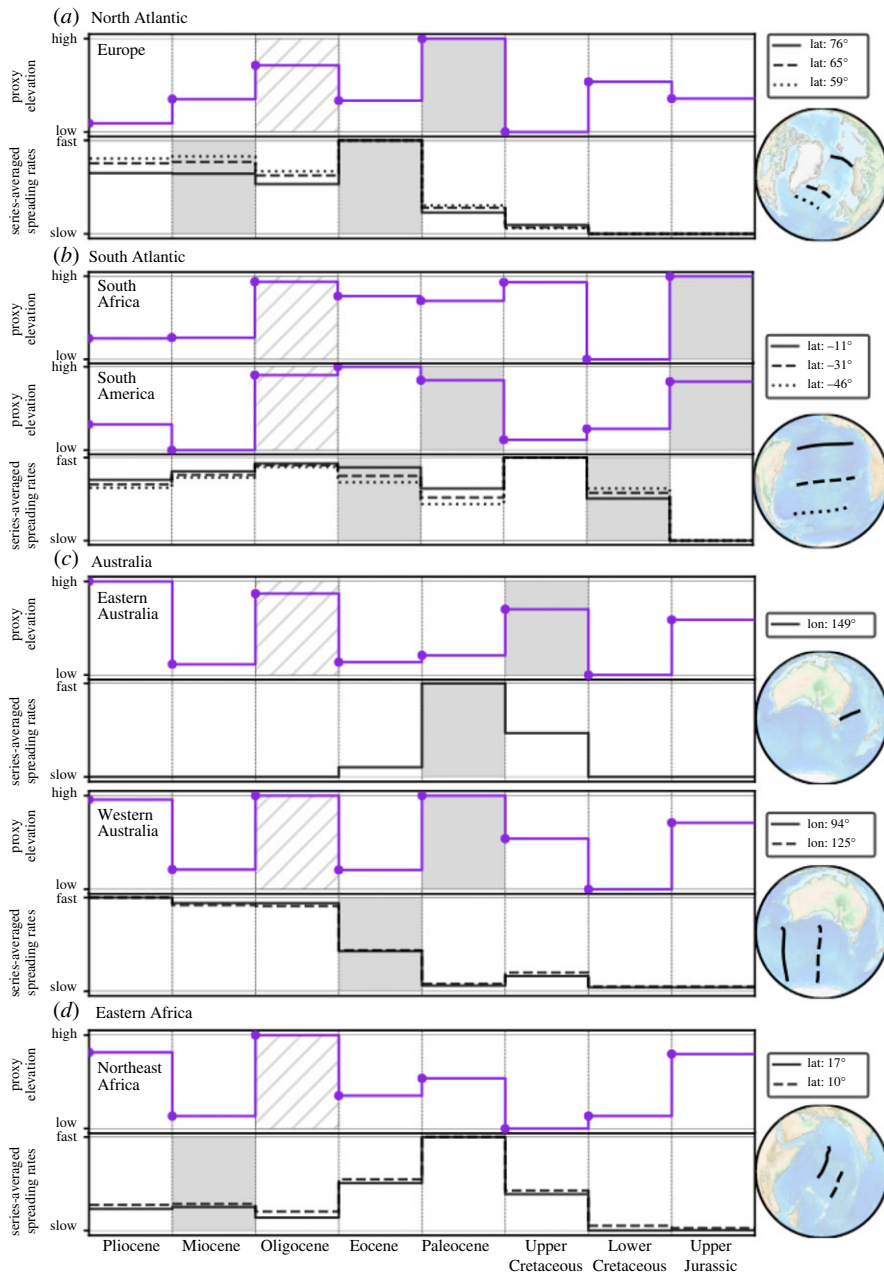 (a) North Atlantic
high
Europe
proxy
elevation
low
lat: 76°
lat: 65°
lat: 59°
fast
series-averaged
spreading rates
slow
(b) South Atlantic
high
South
Africa
proxy
elevation
low
high
South
America
proxy
elevation
low
lat: –11°
lat: –31°
lat: –46°
fast
series-averaged
spreading rates
slow
(c) Australia
high
Eastern
Australia
proxy
elevation
low
lon: 149°
fast
series-averaged
spreading rates
slow
high
Western
Australia
proxy
elevation
low
lon: 94°
lon: 125°
fast
series-averaged
spreading rates
slow
(d) Eastern Africa
high
Northeast
Africa
proxy
elevation
low
lat: 17°
lat: 10°
fast
series-averaged
spreading rates
slow
Pliocene Miocene Oligocene Eocene Paleocene Upper Lower Upper
Cretaceous Cretaceous Jurassic